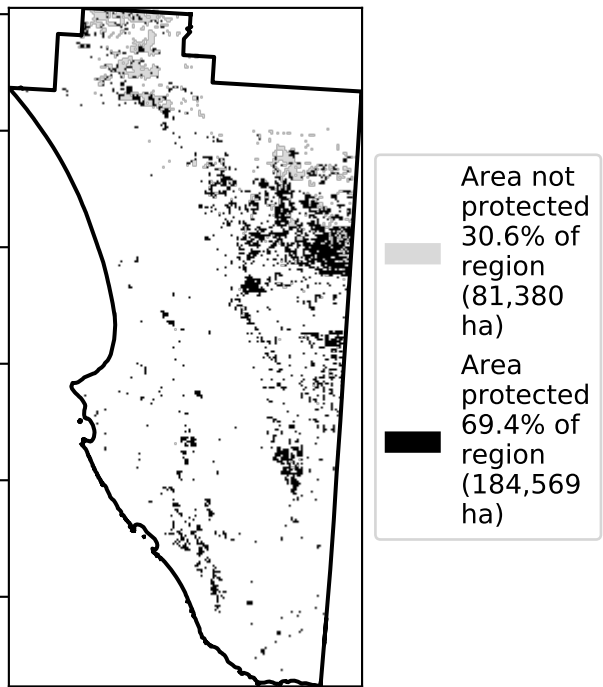 Area not
protected
30.6% of
region
(81,380
ha)
Area
protected
69.4% of
region
(184,569
ha)